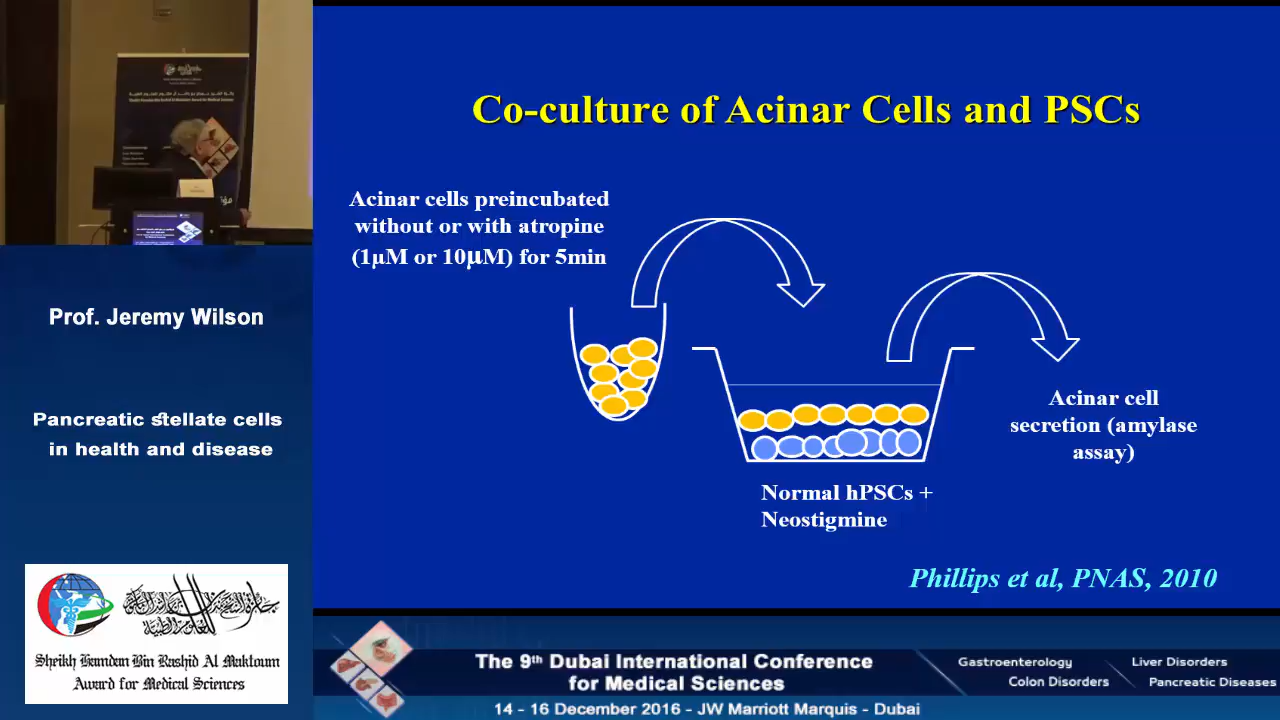 Co-culture of Acinar Cells and PSCs
Acinar cells preincubated
without or with atropine
(1μM or 10μM) for 5min
Acinar cell
secretion (amylase
assay)
Normal hPSCs +
Neostigmine
Phillips et al, PNAS, 2010
Prof. Jeremy Wilson
Pancreatic stellate cells
in health and disease
Sheikh Hamdan Bin Rashid Al Maktoum
Award for Medical Sciences
The 9th Dubai International Conference
for Medical Sciences
14 - 16 December 2016 - JW Marriott Marquis - Dubai
Gastroenterology
Liver Disorders
Colon Disorders
Pancreatic Diseases